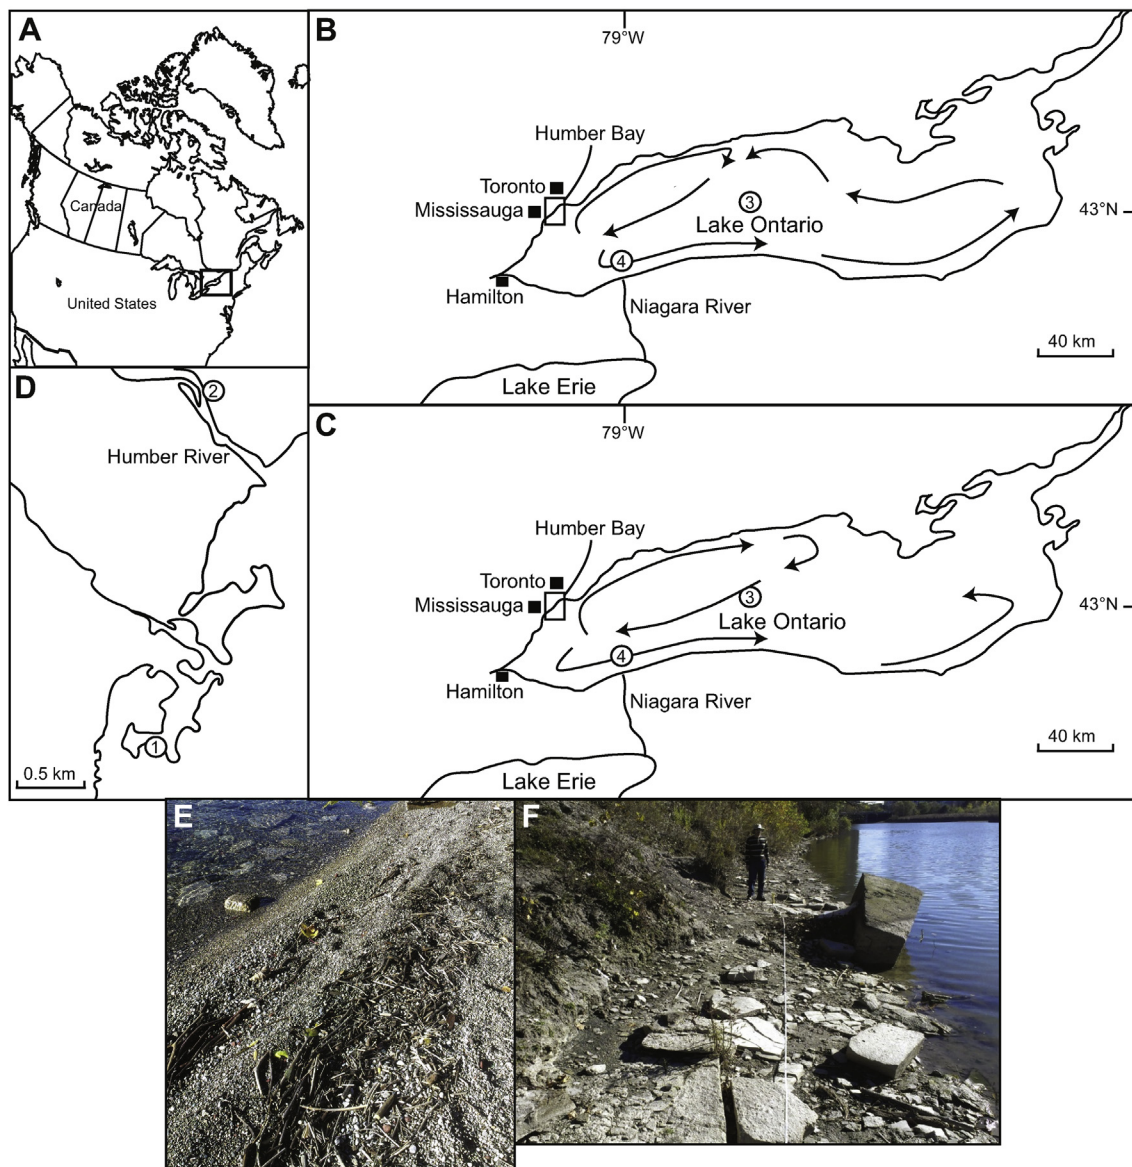 A
Canada
United States
B
79°W
Humber Bay
Toronto
Mississauga
3
Lake Ontario
43°N
4
Hamilton
Niagara River
40 km
Lake Erie
D
2
Humber River
1
0.5 km
C
79°W
Humber Bay
Toronto
Mississauga
3
Lake Ontario
43°N
4
Hamilton
Niagara River
40 km
Lake Erie
E
F